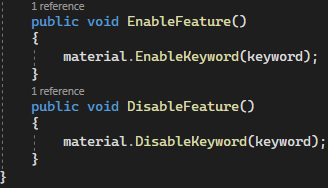 1 reference
public void EnableFeature()
{
material.EnableKeyword(keyword);
}
1 reference
public void DisableFeature()
{
material.DisableKeyword(keyword);
}
}